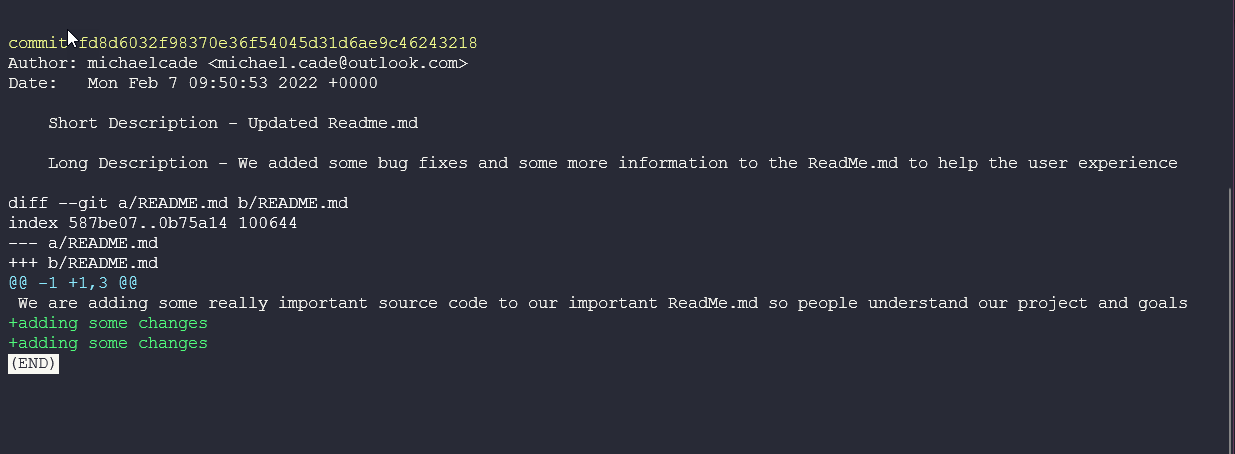 commit fd8d6032f98370e36f54045d31d6ae9c46243218
Author: michaelcade <michael.cade@outlook.com>
Date:   Mon Feb 7 09:50:53 2022 +0000
    Short Description - Updated Readme.md
    Long Description - We added some bug fixes and some more information to the ReadMe.md to help the user experience
diff --git a/README.md b/README.md
index 587be07..0b75a14 100644
--- a/README.md
+++ b/README.md
@@ -1 +1,3 @@
 We are adding some really important source code to our important ReadMe.md so people understand our project and goals
+adding some changes
+adding some changes
(END)